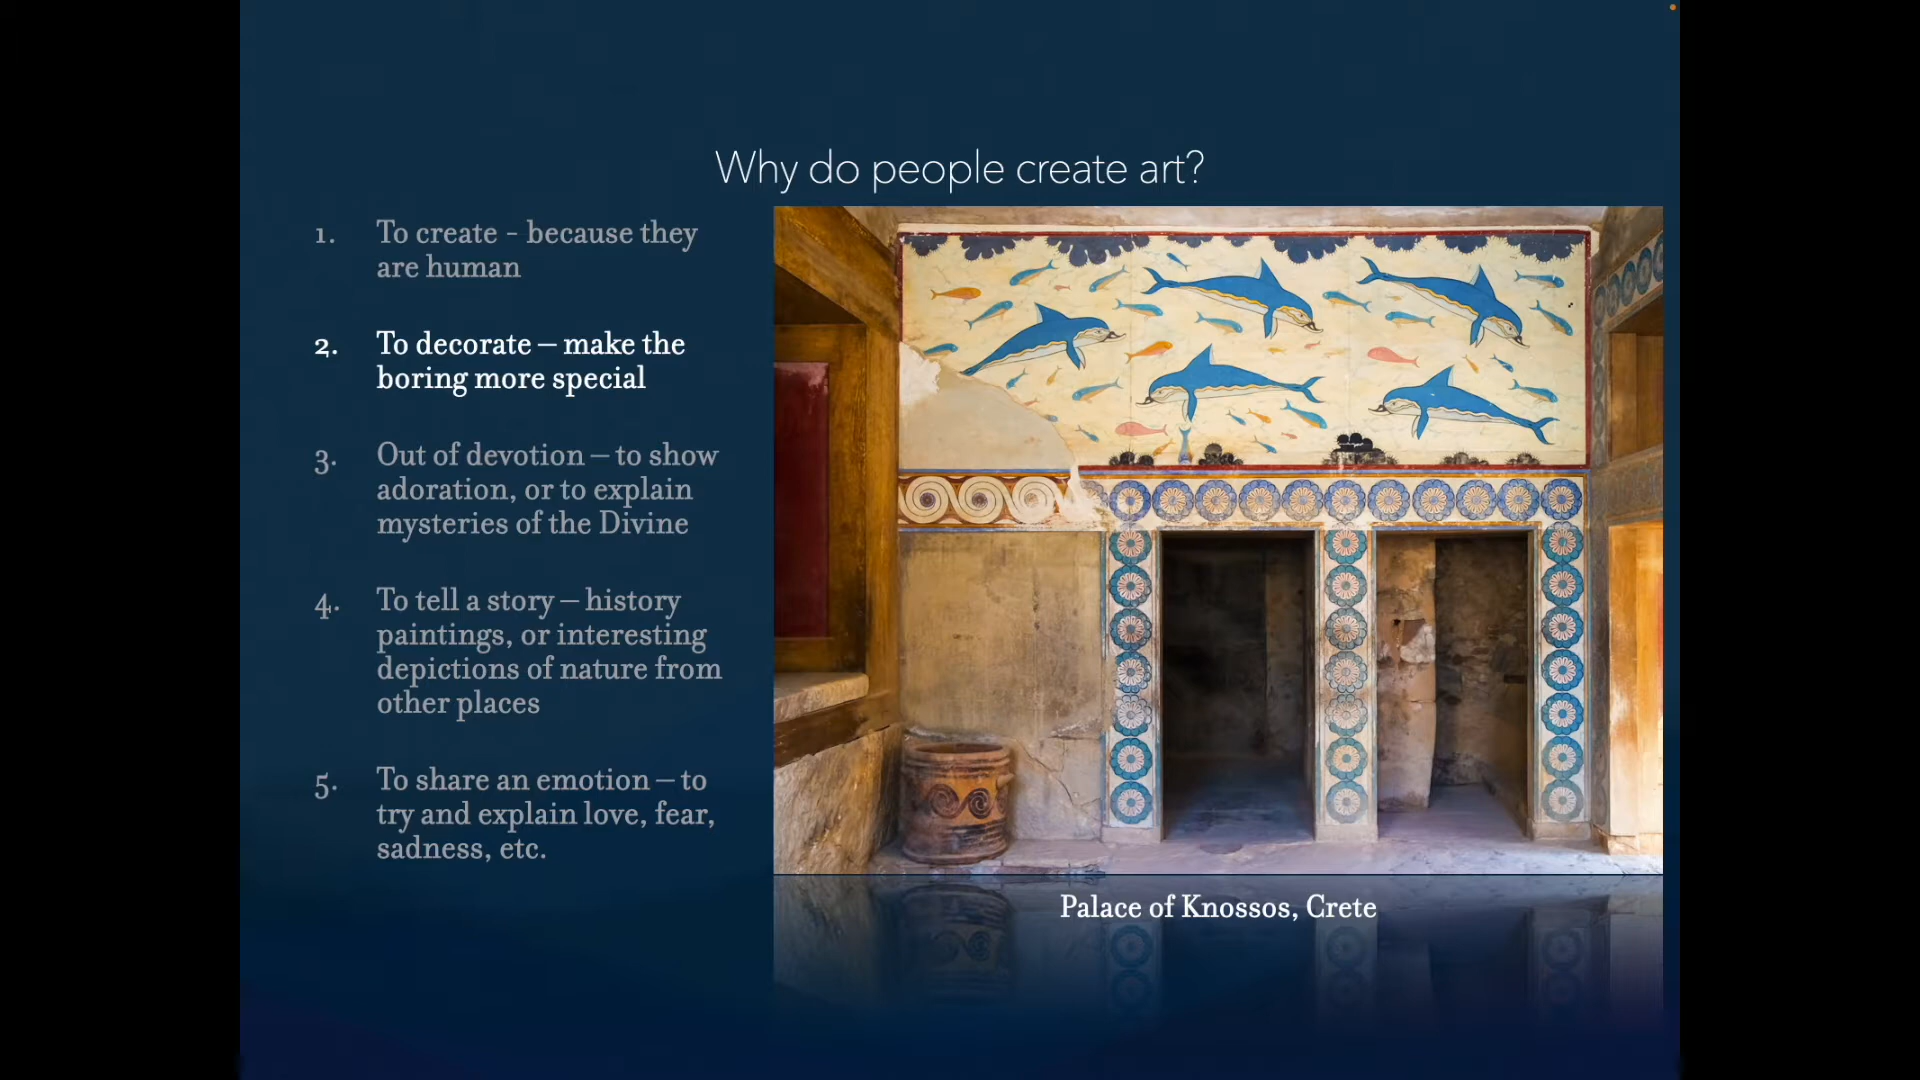 Why do people create art?
1. To create - because they
are human
2. To decorate – make the
boring more special
3. Out of devotion – to show
adoration, or to explain
mysteries of the Divine
4. To tell a story – history
paintings, or interesting
depictions of nature from
other places
5. To share an emotion – to
try and explain love, fear,
sadness, etc.
Palace of Knossos, Crete